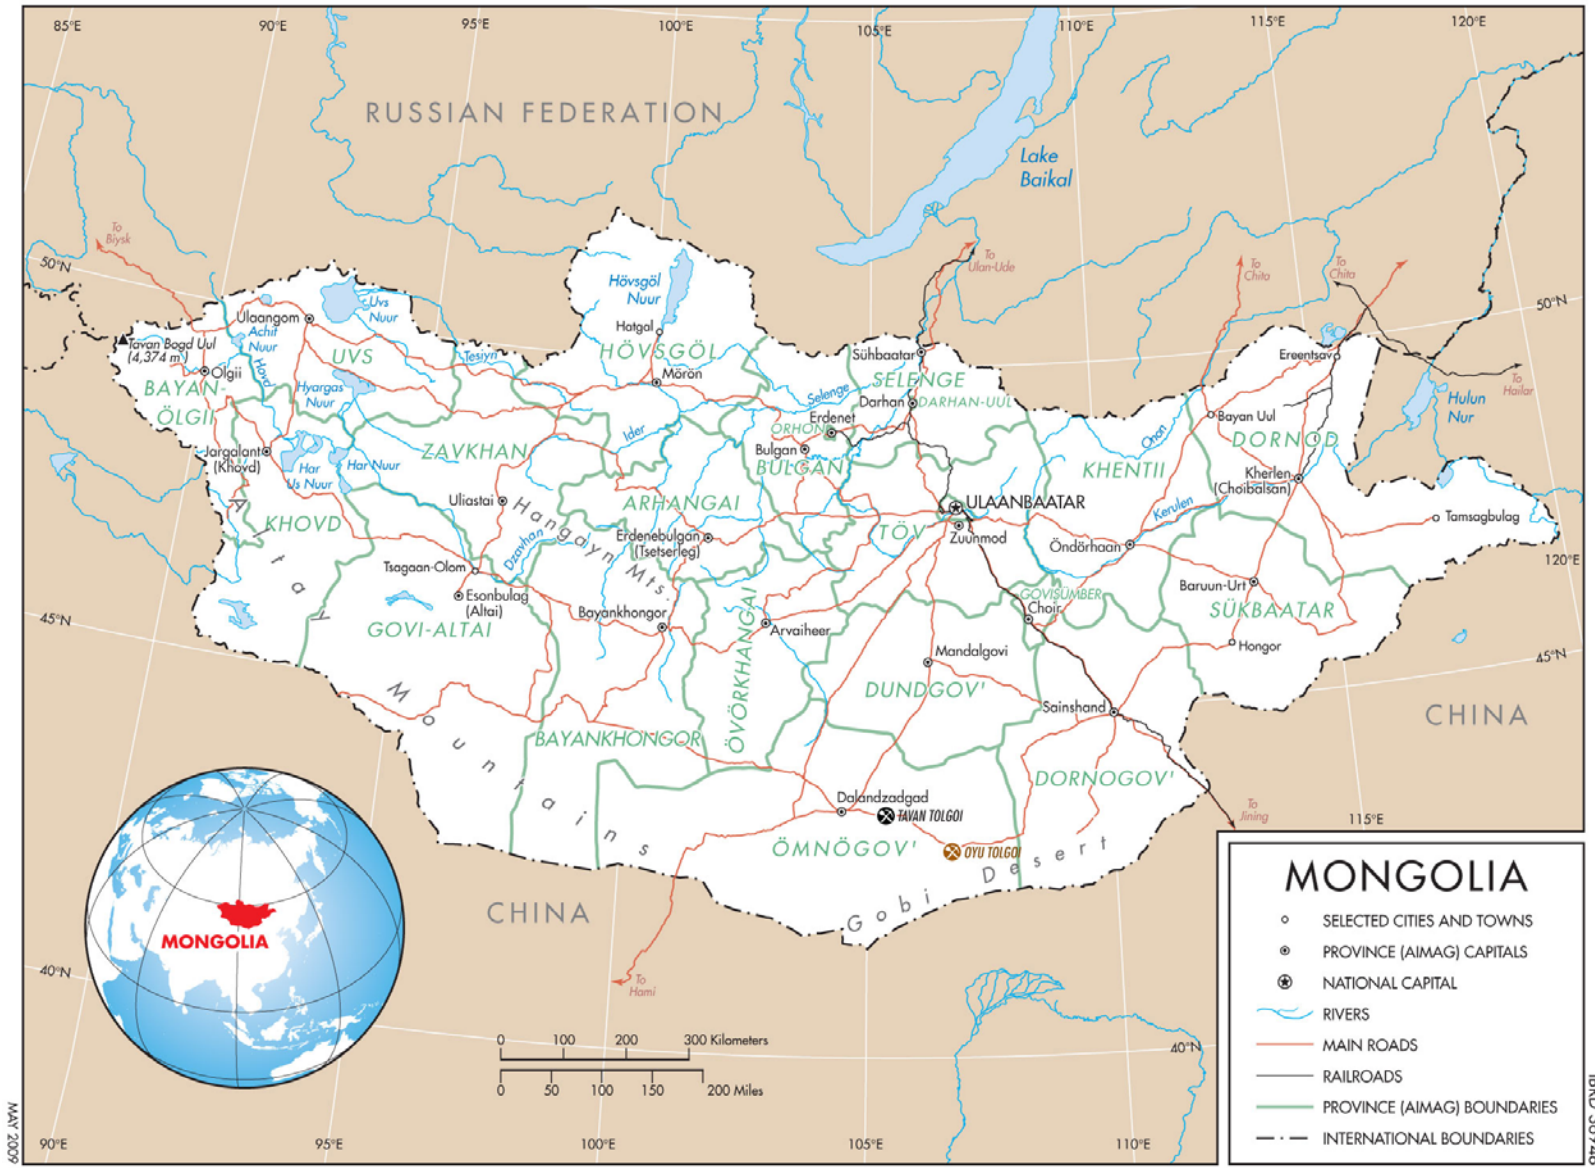 85°E
90°E
95°E
100°E
105°E
110°E
115°E
120°E
RUSSIAN FEDERATION
Lake
Baikal
To
Biysk
To
Ulan-Ude
To
Chita
To
Chita
50°N
50°N
Hövsgöl
Nuur
Uvs
Nuur
Ulaangom
Achit
Nuur
Hatgal
Tavan Bogd Uul
(4,374 m)
Olgii
UVS
Tesiyn
HÖVSGÖL
Mörön
Sühbaatar
SELENGE
Ereentsav
To
Hailar
BAYAN-
ÖLGII
Hovd
Hyargas
Nuur
Selenge
Darhan
DARHAN-UUL
Erdenet
ORHON
Hulun
Nur
Bayan Uul
Onon
DORNOD
Jargalant
(Khovd)
Har
Us Nuur
Har Nuur
ZAVKHAN
Ider
Bulgan
BULGAN
KHENTII
Kherlen
(Choibalsan)
Uliastai
Hangayn Mts.
ARHANGAI
ULAANBAATAR
Kerulen
Tamsagbulag
KHOVD
Erdenebulgan
(Tsetserleg)
TÖV
Zuunmod
Öndörhaan
Dzavhan
Tsagaan-Olom
120°E
Baruun-Urt
Esonbulag
(Altai)
GOVISUMBER
Choir
SÜKBAATAR
45°N
Altay Mountains
GOVI-ALTAI
Bayankhongor
Arvaiheer
Hongor
45°N
Mandalgovi
ÖVÖRKHANGAI
DUNDGOV'
Sainshand
CHINA
BAYANKHONGOR
DORNOGOV'
Dalandzadgad
TAVAN TOLGOI
To
Jining
115°E
ÖMNÖGOV'
OYU TOLGOI
Gobi Desert
CHINA
To
Hami
40°N
40°N
MONGOLIA
0 100 200 300 Kilometers
0 50 100 150 200 Miles
90°E
95°E
100°E
105°E
110°E
MAY 2009
MONGOLIA
SELECTED CITIES AND TOWNS
PROVINCE (AIMAG) CAPITALS
NATIONAL CAPITAL
RIVERS
MAIN ROADS
RAILROADS
PROVINCE (AIMAG) BOUNDARIES
INTERNATIONAL BOUNDARIES